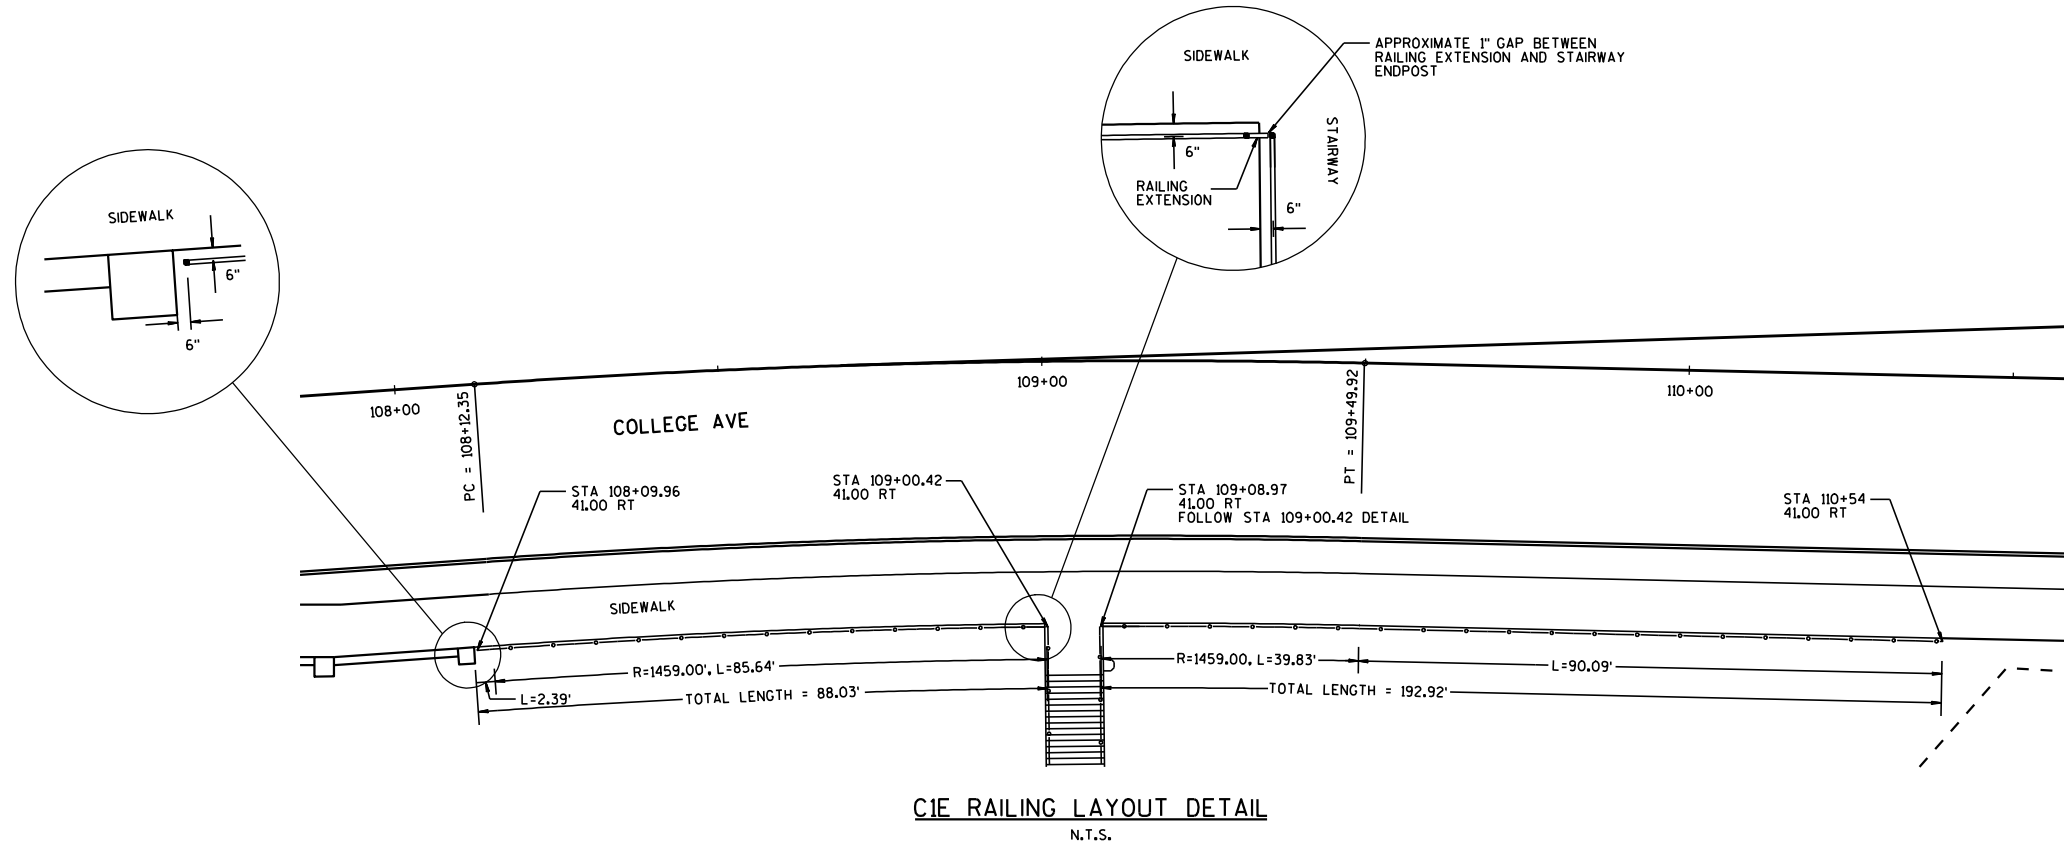 SIDEWALK
APPROXIMATE 1" GAP BETWEEN
RAILING EXTENSION AND STAIRWAY
ENDPOST
STAIRWAY
6"
RAILING
EXTENSION
6"
SIDEWALK
6"
6"
108+00
PC = 108+12.35
COLLEGE AVE
109+00
PT = 109+49.92
110+00
STA 108+09.96
41.00 RT
STA 109+00.42
41.00 RT
STA 109+08.97
41.00 RT
FOLLOW STA 109+00.42 DETAIL
STA 110+54
41.00 RT
SIDEWALK
R=1459.00', L=85.64'
R=1459.00, L=39.83'
L=90.09'
L=2.39'
TOTAL LENGTH = 88.03'
TOTAL LENGTH = 192.92'
C1E RAILING LAYOUT DETAIL
N.T.S.